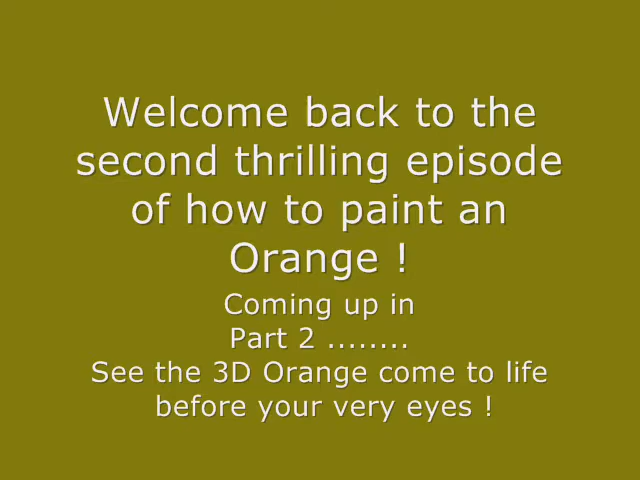 Welcome back to the
second thrilling episode
of how to paint an
Orange !
Coming up in
Part 2 ........
See the 3D Orange come to life
before your very eyes !